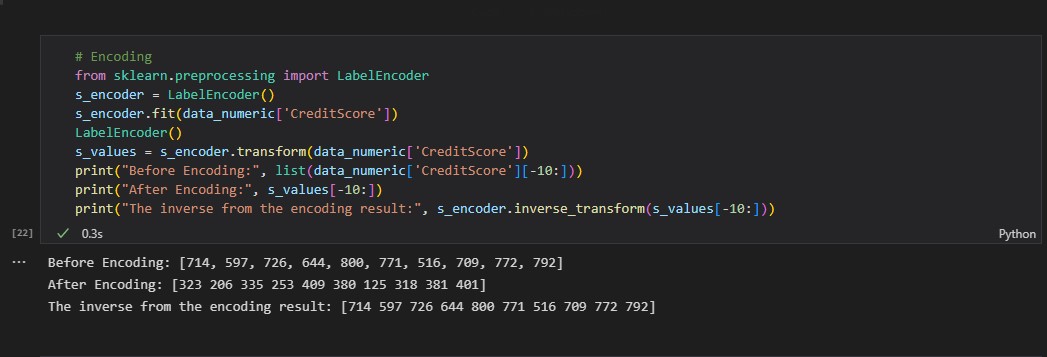 # Encoding
from sklearn.preprocessing import LabelEncoder
s_encoder = LabelEncoder()
s_encoder.fit(data_numeric['CreditScore'])
LabelEncoder()
s_values = s_encoder.transform(data_numeric['CreditScore'])
print("Before Encoding:", list(data_numeric['CreditScore'][-10:]))
print("After Encoding:", s_values[-10:])
print("The inverse from the encoding result:", s_encoder.inverse_transform(s_values[-10:]))
[22] ✓ 0.3s Python
... Before Encoding: [714, 597, 726, 644, 800, 771, 516, 709, 772, 792]
After Encoding: [323 206 335 253 409 380 125 318 381 401]
The inverse from the encoding result: [714 597 726 644 800 771 516 709 772 792]